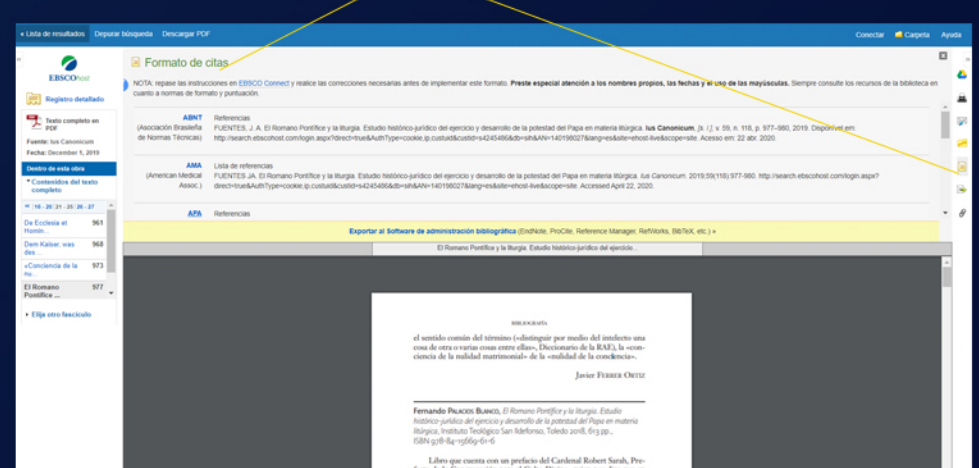 « Lista de resultados Depurar búsqueda Descargar PDF Conectar Carpeta Ayuda
EBSCOhost
Registro detallado
Texto completo en PDF
Fuente: Ius Canonicum
Fecha: December 1, 2019
Dentro de esta obra
Contenidos del texto completo
16 - 20 21 - 25 26 - 27
De Ecclesia et Homin... 961
Dem Kaiser, was des... 968
«Conciencia de la nu... 973
El Romano Pontífice ... 977
Elija otro fascículo
Formato de citas
NOTA: repase las instrucciones en EBSCO Connect y realice las correcciones necesarias antes de implementar este formato. Preste especial atención a los nombres propios, las fechas y el uso de las mayúsculas. Siempre consulte los recursos de la biblioteca en
cuanto a normas de formato y puntuación.
ABNT Referencias
(Asociación Brasileña FUENTES, J. A. El Romano Pontífice y la liturgia. Estudio histórico-jurídico del ejercicio y desarrollo de la potestad del Papa en materia litúrgica. Ius Canonicum, [s. l.], v. 59, n. 118, p. 977–980, 2019. Disponível em:
de Normas Técnicas) http://search.ebscohost.com/login.aspx?direct=true&AuthType=cookie,ip,custuid&custid=s4245486&db=sih&AN=140198027&lang=es&site=ehost-live&scope=site. Acesso em: 22 abr. 2020.
AMA Lista de referencias
(American Medical FUENTES JA. El Romano Pontífice y la liturgia. Estudio histórico-jurídico del ejercicio y desarrollo de la potestad del Papa en materia litúrgica. Ius Canonicum. 2019;59(118):977-980. http://search.ebscohost.com/login.aspx?
Assoc.) direct=true&AuthType=cookie,ip,custuid&custid=s4245486&db=sih&AN=140198027&lang=es&site=ehost-live&scope=site. Accessed April 22, 2020.
APA Referencias
Exportar al Software de administración bibliográfica (EndNote, ProCite, Reference Manager, RefWorks, BibTeX, etc.) »
El Romano Pontífice y la liturgia. Estudio histórico-jurídico del ejercicio...
BIBLIOGRAFÍA
el sentido común del término («distinguir por medio del intelecto una
cosa de otra o varias cosas entre ellas», Diccionario de la RAE), la «con-
ciencia de la nulidad matrimonial» de la «nulidad de la conciencia».
Javier FERRER ORTIZ
Fernando PALACIOS BLANCO, El Romano Pontífice y la liturgia. Estudio
histórico-jurídico del ejercicio y desarrollo de la potestad del Papa en materia
litúrgica, Instituto Teológico San Ildefonso, Toledo 2018, 613 pp.,
ISBN 978-84-15669-61-6
Libro que cuenta con un prefacio del Cardenal Robert Sarah, Pre-